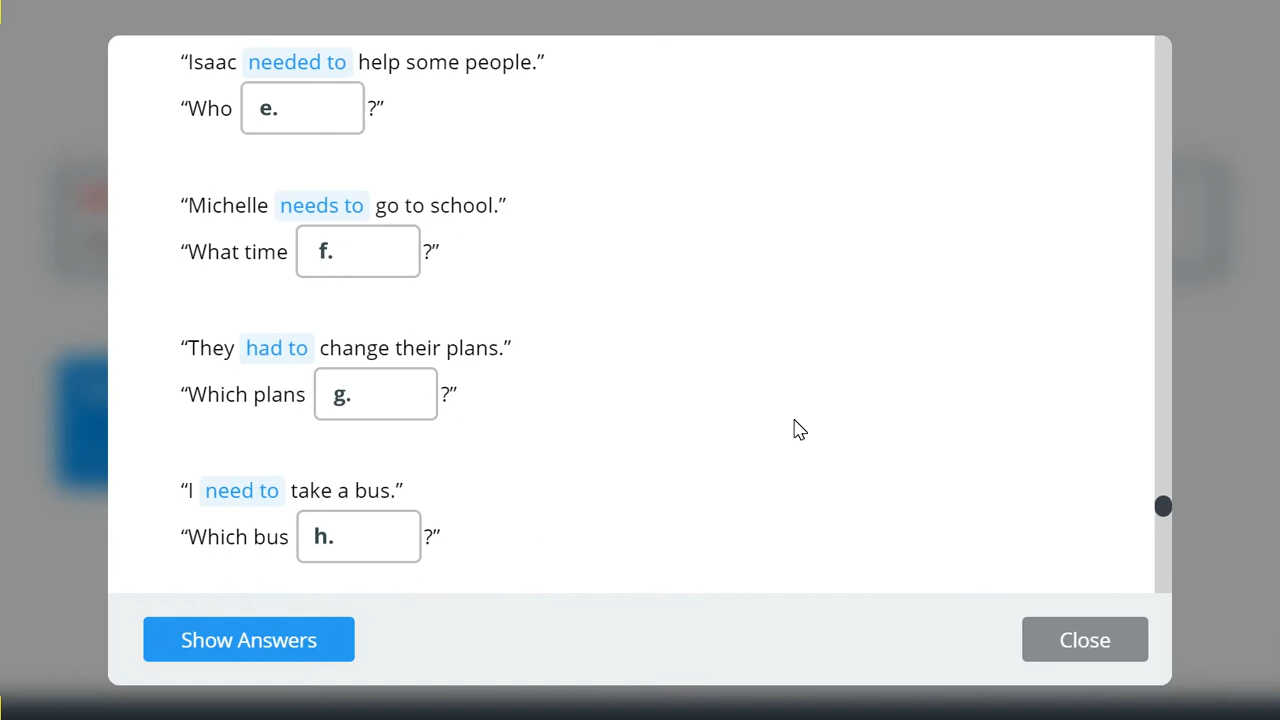 “Isaac needed to help some people.”
“Who e. ?”
“Michelle needs to go to school.”
“What time f. ?”
“They had to change their plans.”
“Which plans g. ?”
“I need to take a bus.”
“Which bus h. ?”
Show Answers
Close